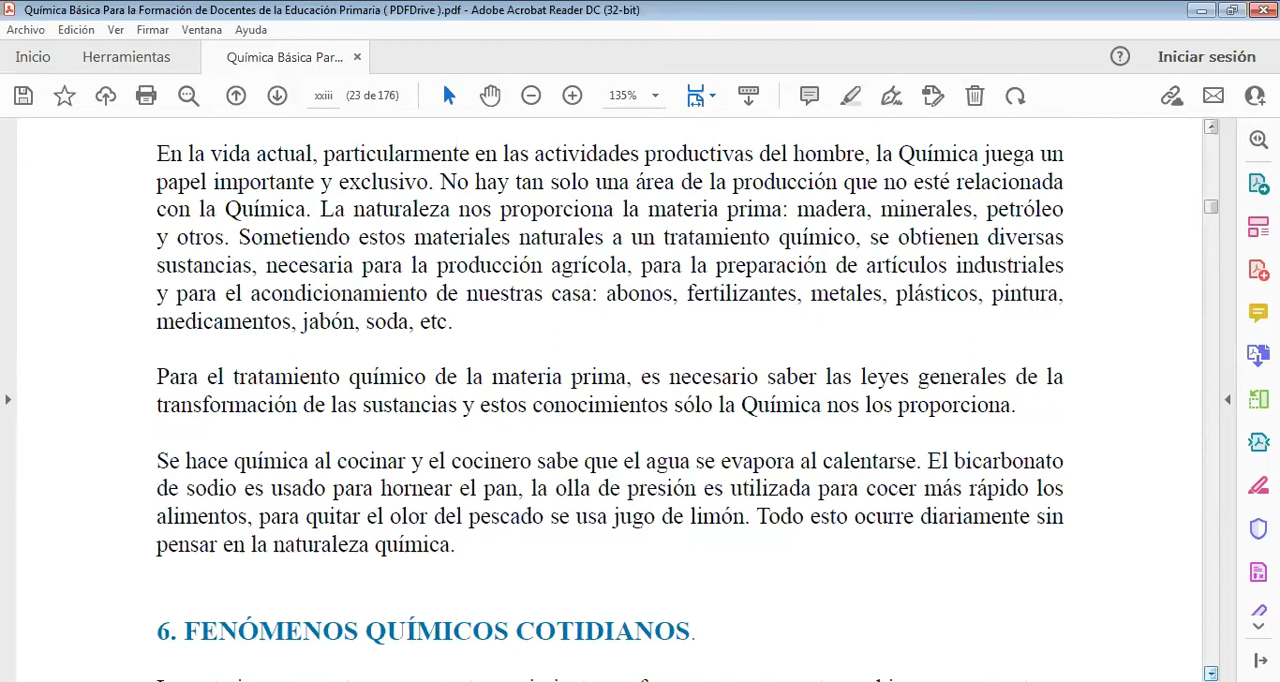 Química Básica Para la Formación de Docentes de la Educación Primaria ( PDFDrive ).pdf - Adobe Acrobat Reader DC (32-bit)
Archivo Edición Ver Firmar Ventana Ayuda
Inicio Herramientas Química Básica Par... × Iniciar sesión
xxiii (23 de 176) 135%
En la vida actual, particularmente en las actividades productivas del hombre, la Química juega un
papel importante y exclusivo. No hay tan solo una área de la producción que no esté relacionada
con la Química. La naturaleza nos proporciona la materia prima: madera, minerales, petróleo
y otros. Sometiendo estos materiales naturales a un tratamiento químico, se obtienen diversas
sustancias, necesaria para la producción agrícola, para la preparación de artículos industriales
y para el acondicionamiento de nuestras casa: abonos, fertilizantes, metales, plásticos, pintura,
medicamentos, jabón, soda, etc.
Para el tratamiento químico de la materia prima, es necesario saber las leyes generales de la
transformación de las sustancias y estos conocimientos sólo la Química nos los proporciona.
Se hace química al cocinar y el cocinero sabe que el agua se evapora al calentarse. El bicarbonato
de sodio es usado para hornear el pan, la olla de presión es utilizada para cocer más rápido los
alimentos, para quitar el olor del pescado se usa jugo de limón. Todo esto ocurre diariamente sin
pensar en la naturaleza química.
6. FENÓMENOS QUÍMICOS COTIDIANOS.